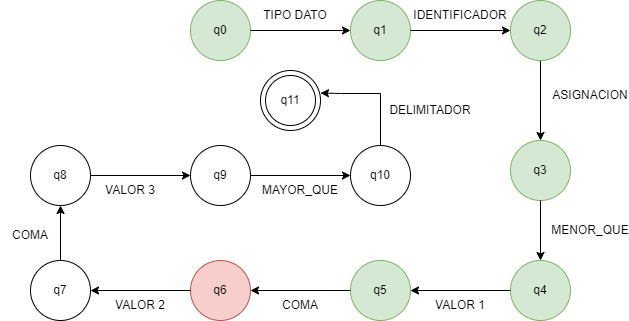 q0
TIPO DATO
q1
IDENTIFICADOR
q2
ASIGNACION
q11
DELIMITADOR
q8
VALOR 3
q9
MAYOR_QUE
q10
q3
MENOR_QUE
COMA
q7
VALOR 2
q6
COMA
q5
VALOR 1
q4